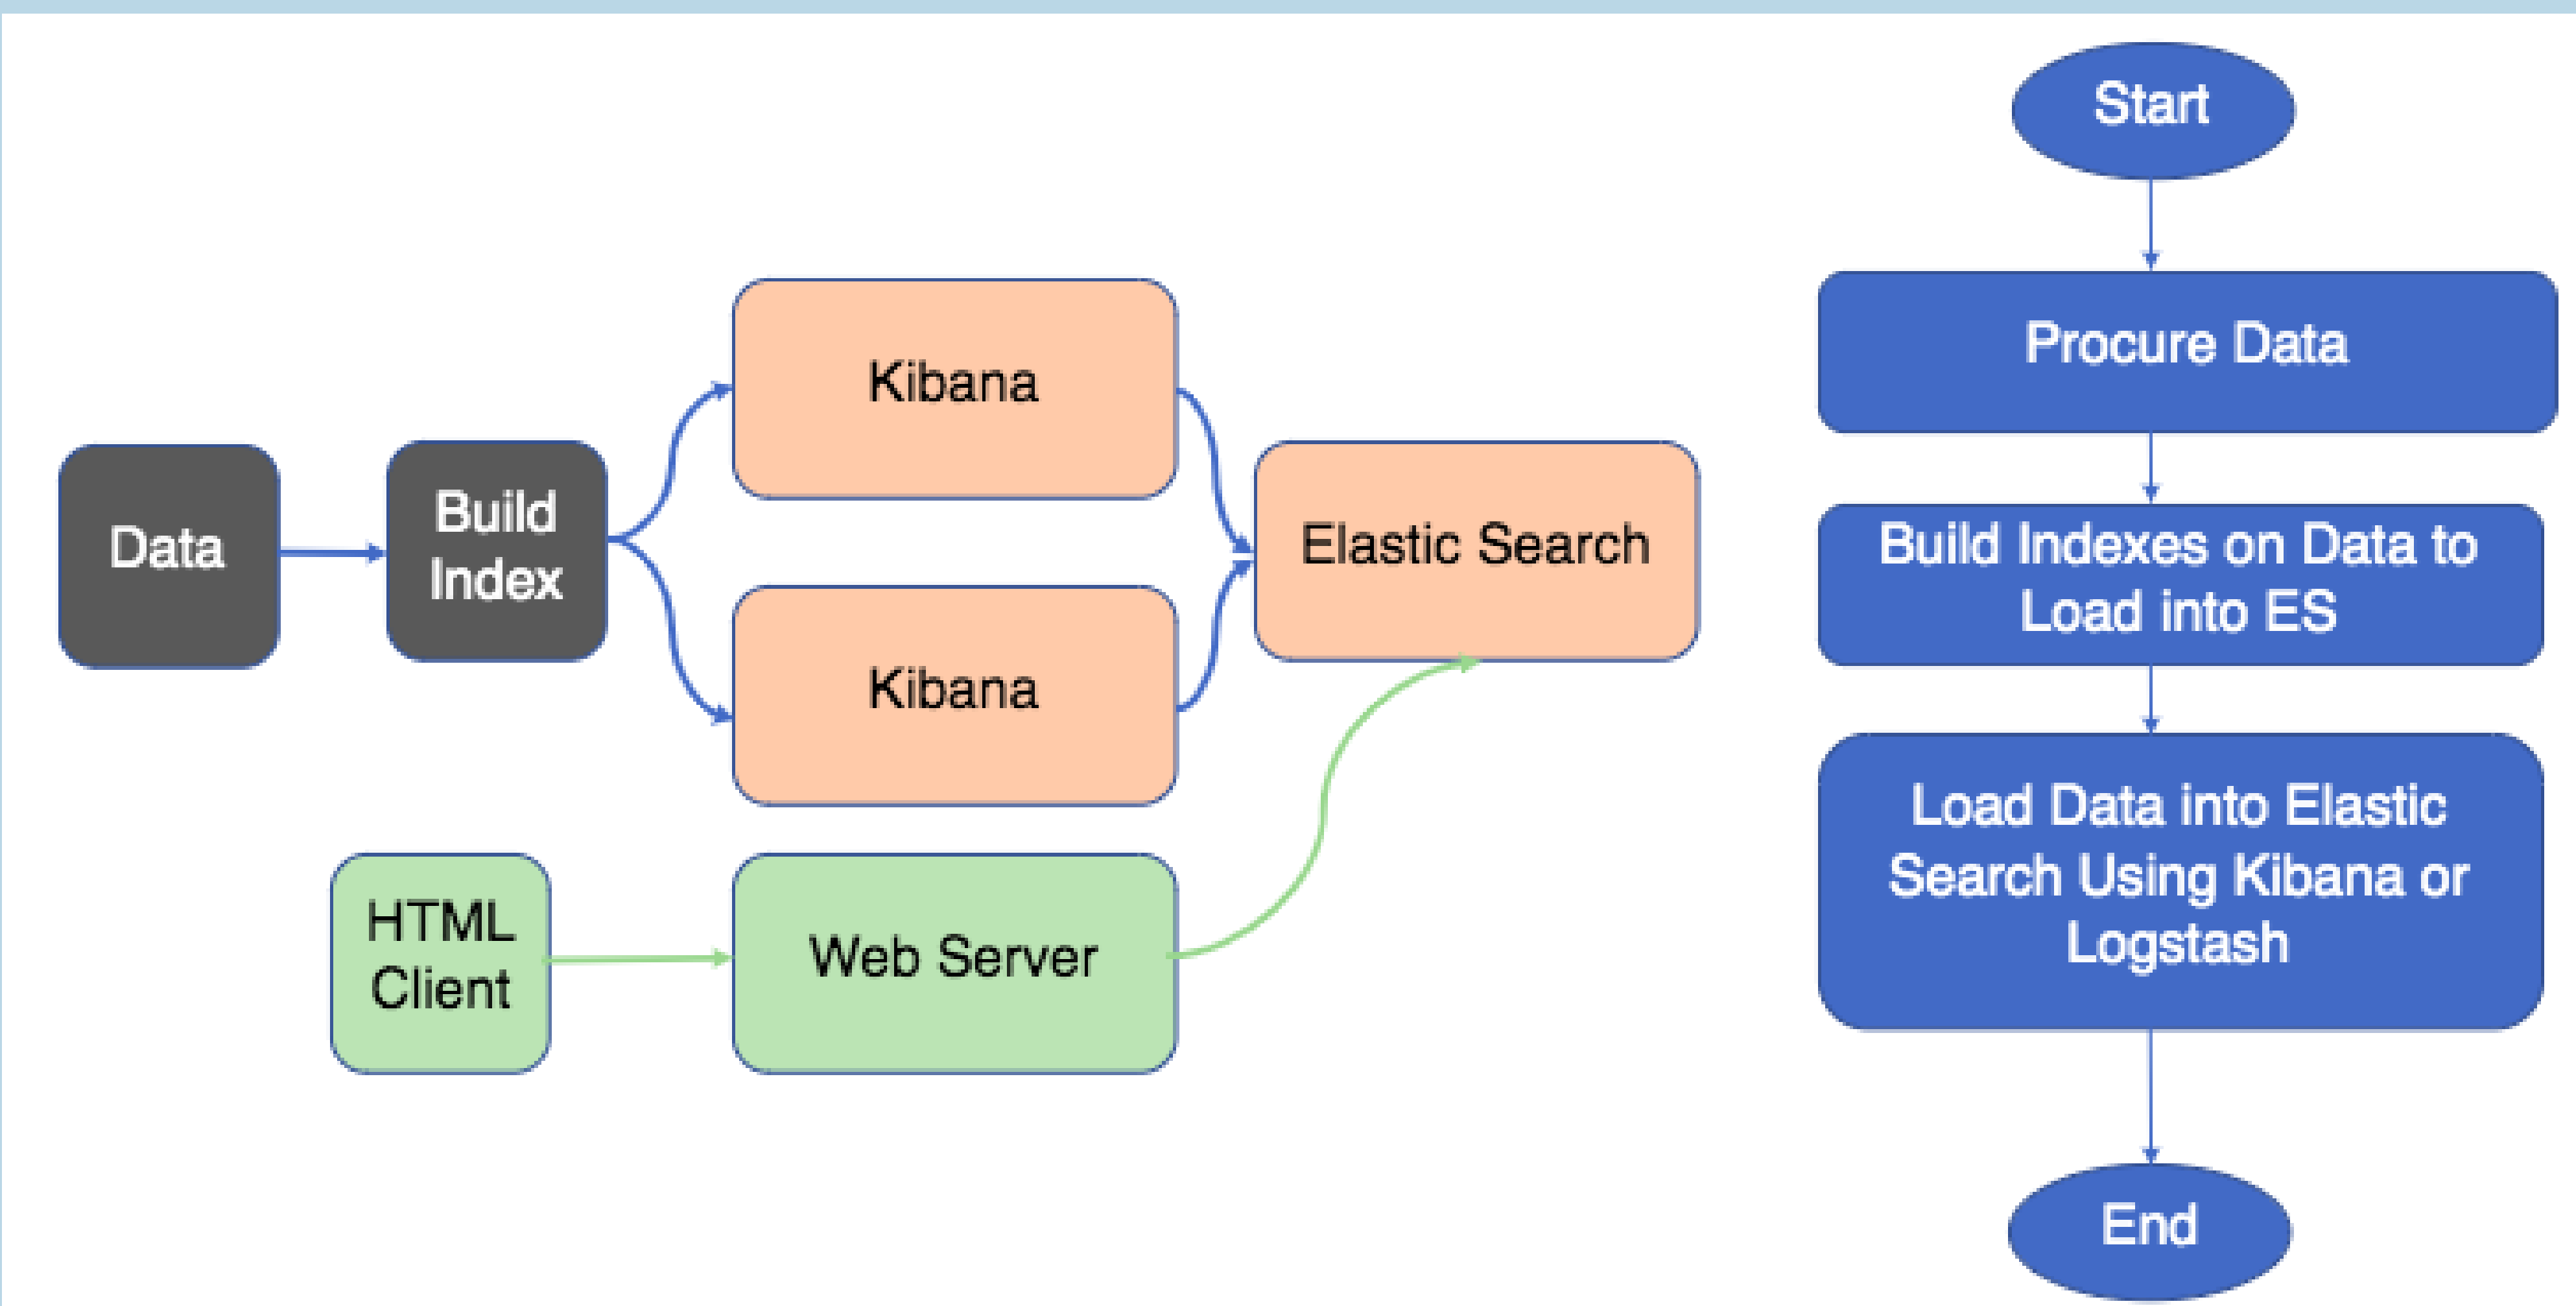 Data
Build
Index
Kibana
Kibana
Elastic Search
HTML
Client
Web Server
Start
Procure Data
Build Indexes on Data to
Load into ES
Load Data into Elastic
Search Using Kibana or
Logstash
End